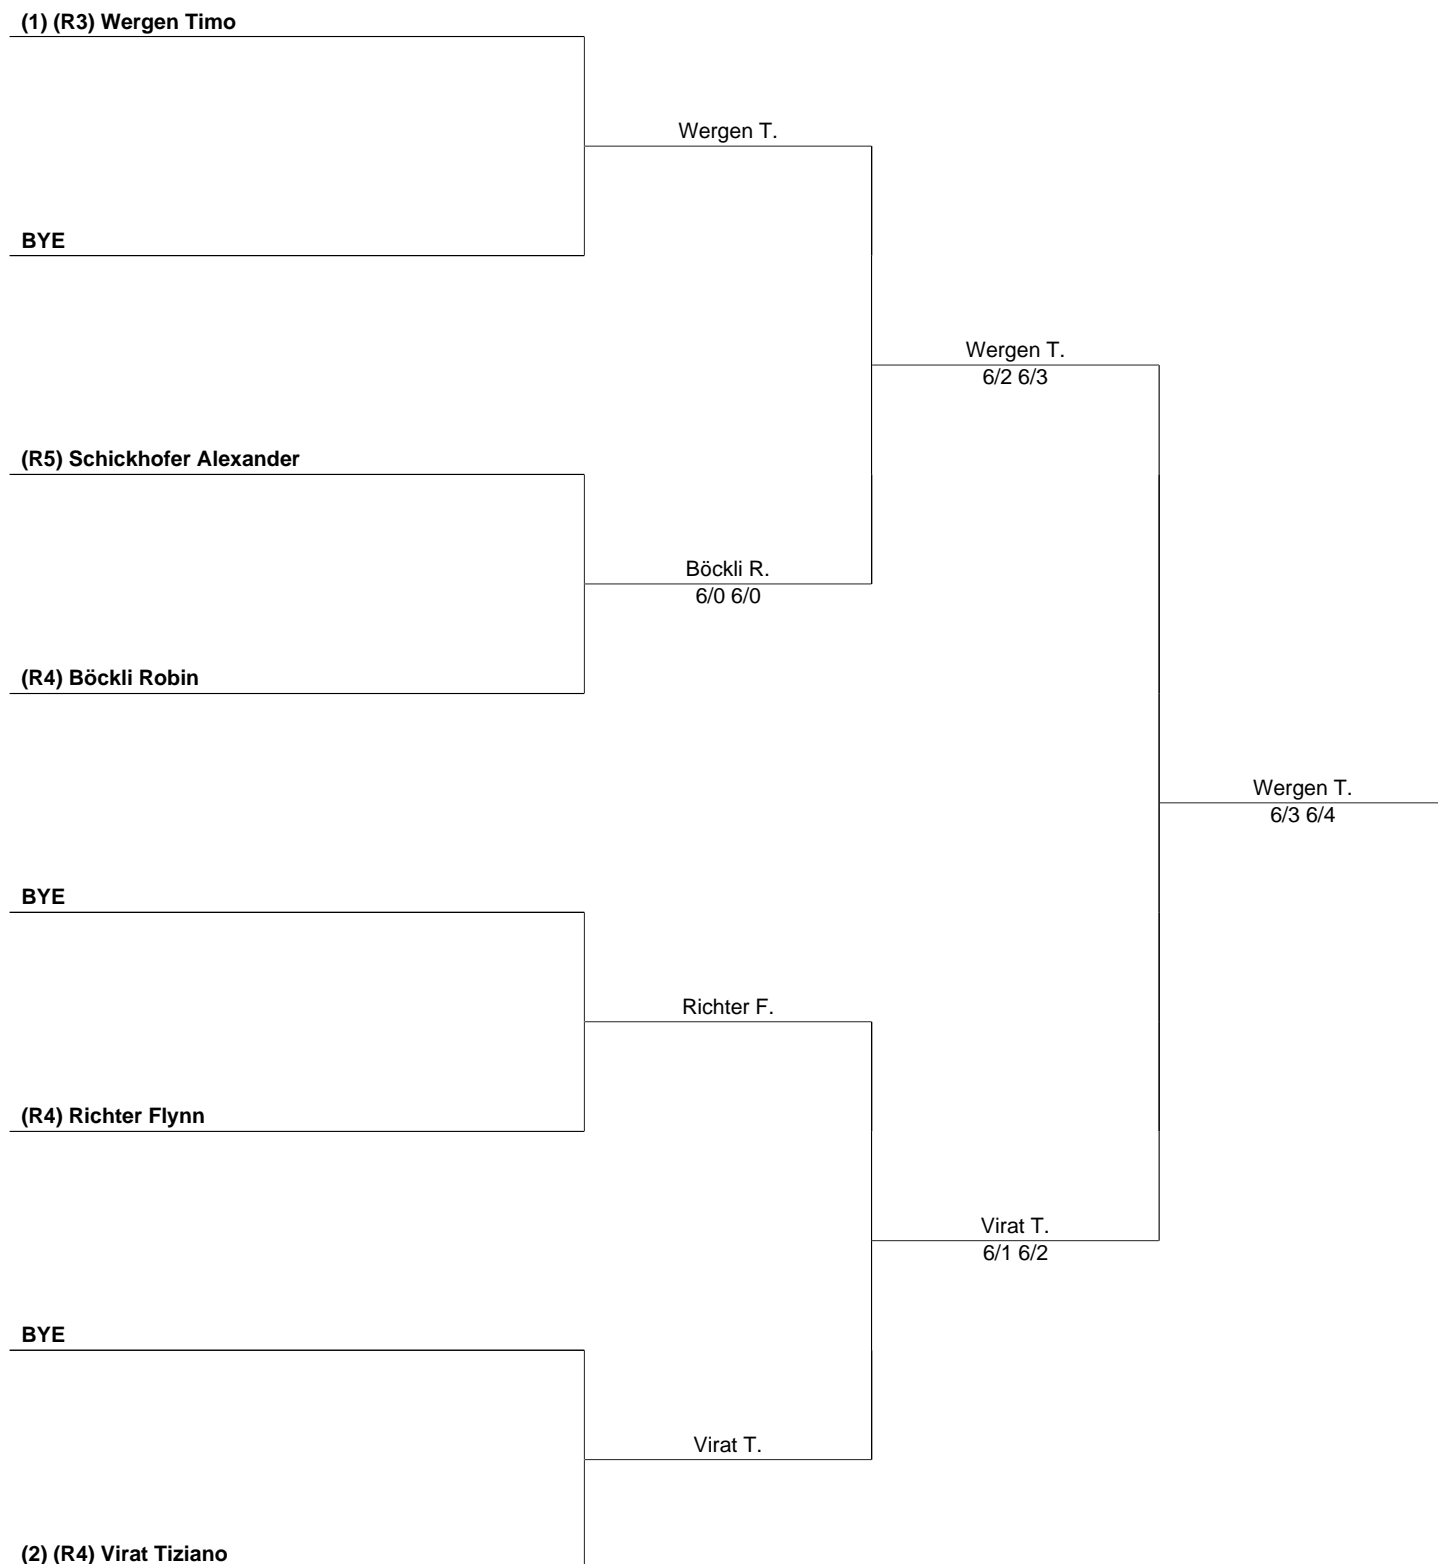 (1) (R3) Wergen Timo
Wergen T.
BYE
Wergen T.
6/2 6/3
(R5) Schickhofer Alexander
Böckli R.
6/0 6/0
(R4) Böckli Robin
Wergen T.
6/3 6/4
BYE
Richter F.
(R4) Richter Flynn
Virat T.
6/1 6/2
BYE
Virat T.
(2) (R4) Virat Tiziano